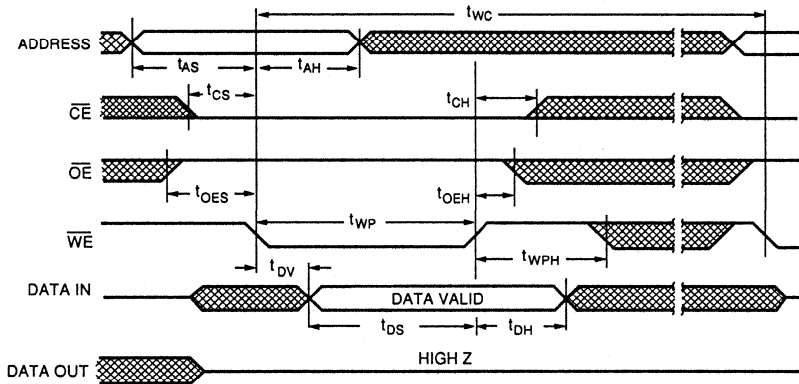 tWC
ADDRESS
tAS tAH
tCS tCH
CE
OE
tOES tOEH
tWP
WE
tWPH
tDV
DATA IN DATA VALID
tDS tDH
HIGH Z
DATA OUT